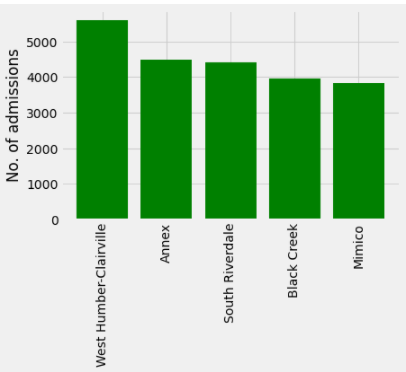 No. of admissions
5000
4000
3000
2000
1000
0
West Humber-Clairville
Annex
South Riverdale
Black Creek
Mimico